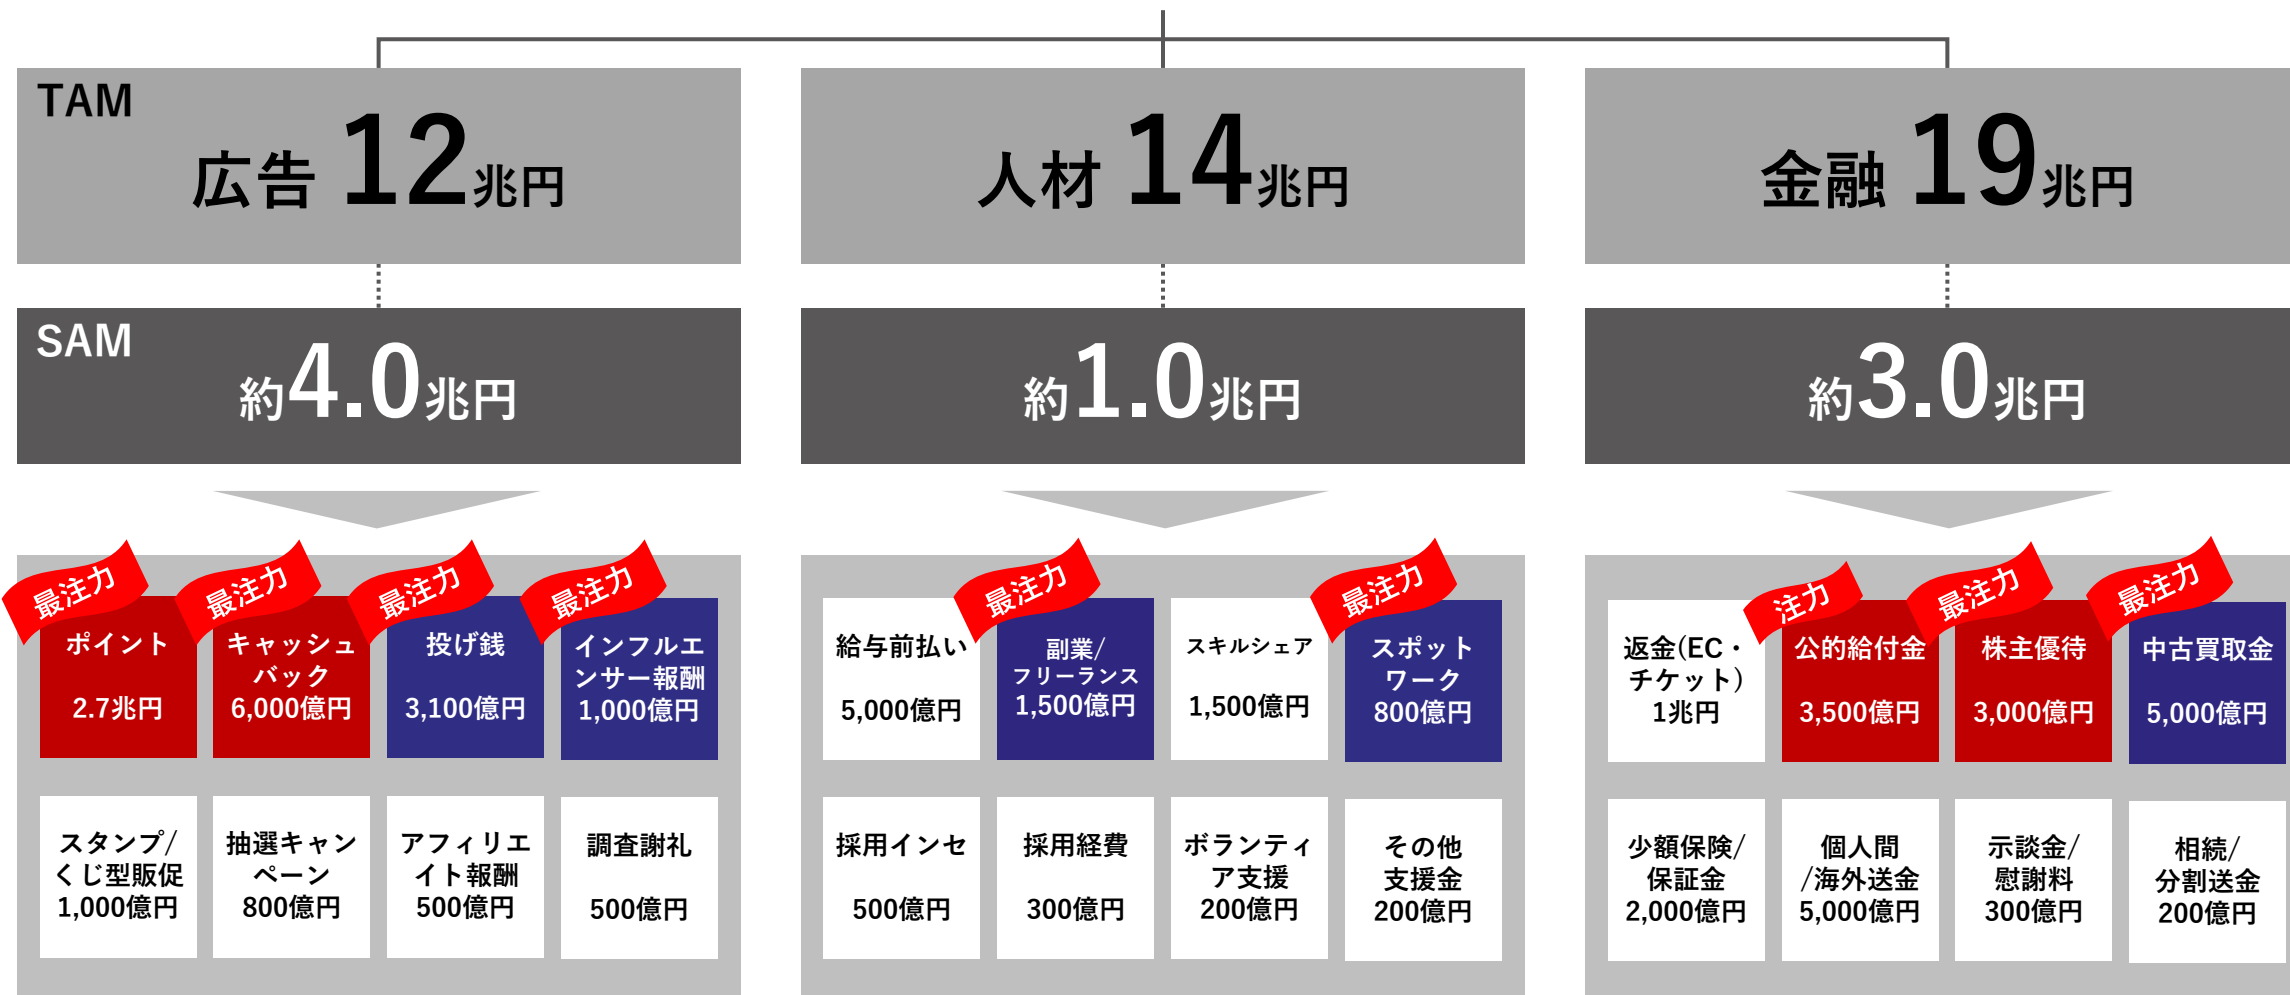 TAM
広告 12兆円
人材 14兆円
金融 19兆円
SAM
約4.0兆円
約1.0兆円
約3.0兆円
最注力
ポイント
2.7兆円
最注力
キャッシュ
バック
6,000億円
最注力
投げ銭
3,100億円
最注力
インフルエ
ンサー報酬
1,000億円
スタンプ/
くじ型販促
1,000億円
抽選キャン
ペーン
800億円
アフィリエ
イト報酬
500億円
調査謝礼
500億円
給与前払い
5,000億円
最注力
副業/
フリーランス
1,500億円
スキルシェア
1,500億円
最注力
スポット
ワーク
800億円
採用インセ
500億円
採用経費
300億円
ボランティ
ア支援
200億円
その他
支援金
200億円
返金(EC・
チケット)
1兆円
注力
公的給付金
3,500億円
最注力
株主優待
3,000億円
最注力
中古買取金
5,000億円
少額保険/
保証金
2,000億円
個人間
/海外送金
5,000億円
示談金/
慰謝料
300億円
相続/
分割送金
200億円